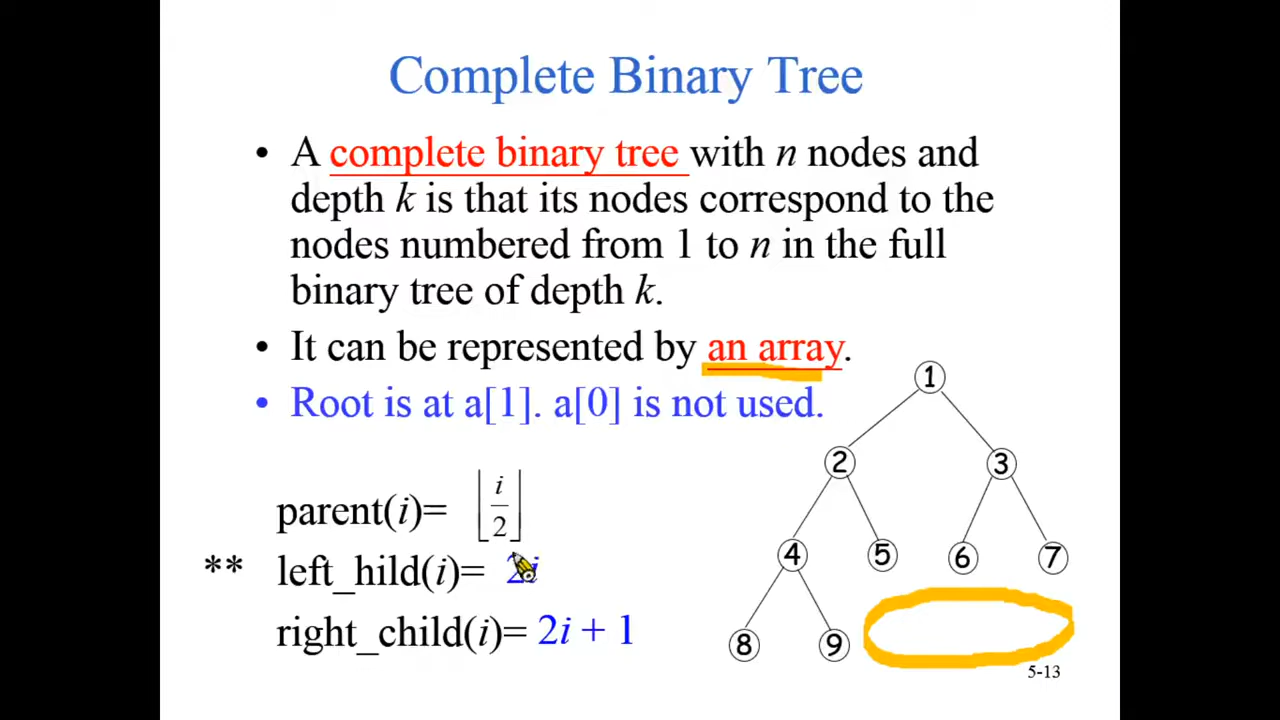 Complete Binary Tree
• A complete binary tree with n nodes and
depth k is that its nodes correspond to the
nodes numbered from 1 to n in the full
binary tree of depth k.
• It can be represented by an array.
• Root is at a[1]. a[0] is not used.
parent(i)= ⌊i/2⌋
** left_hild(i)= 2i
right_child(i)= 2i + 1
1
2 3
4 5 6 7
8 9
5-13